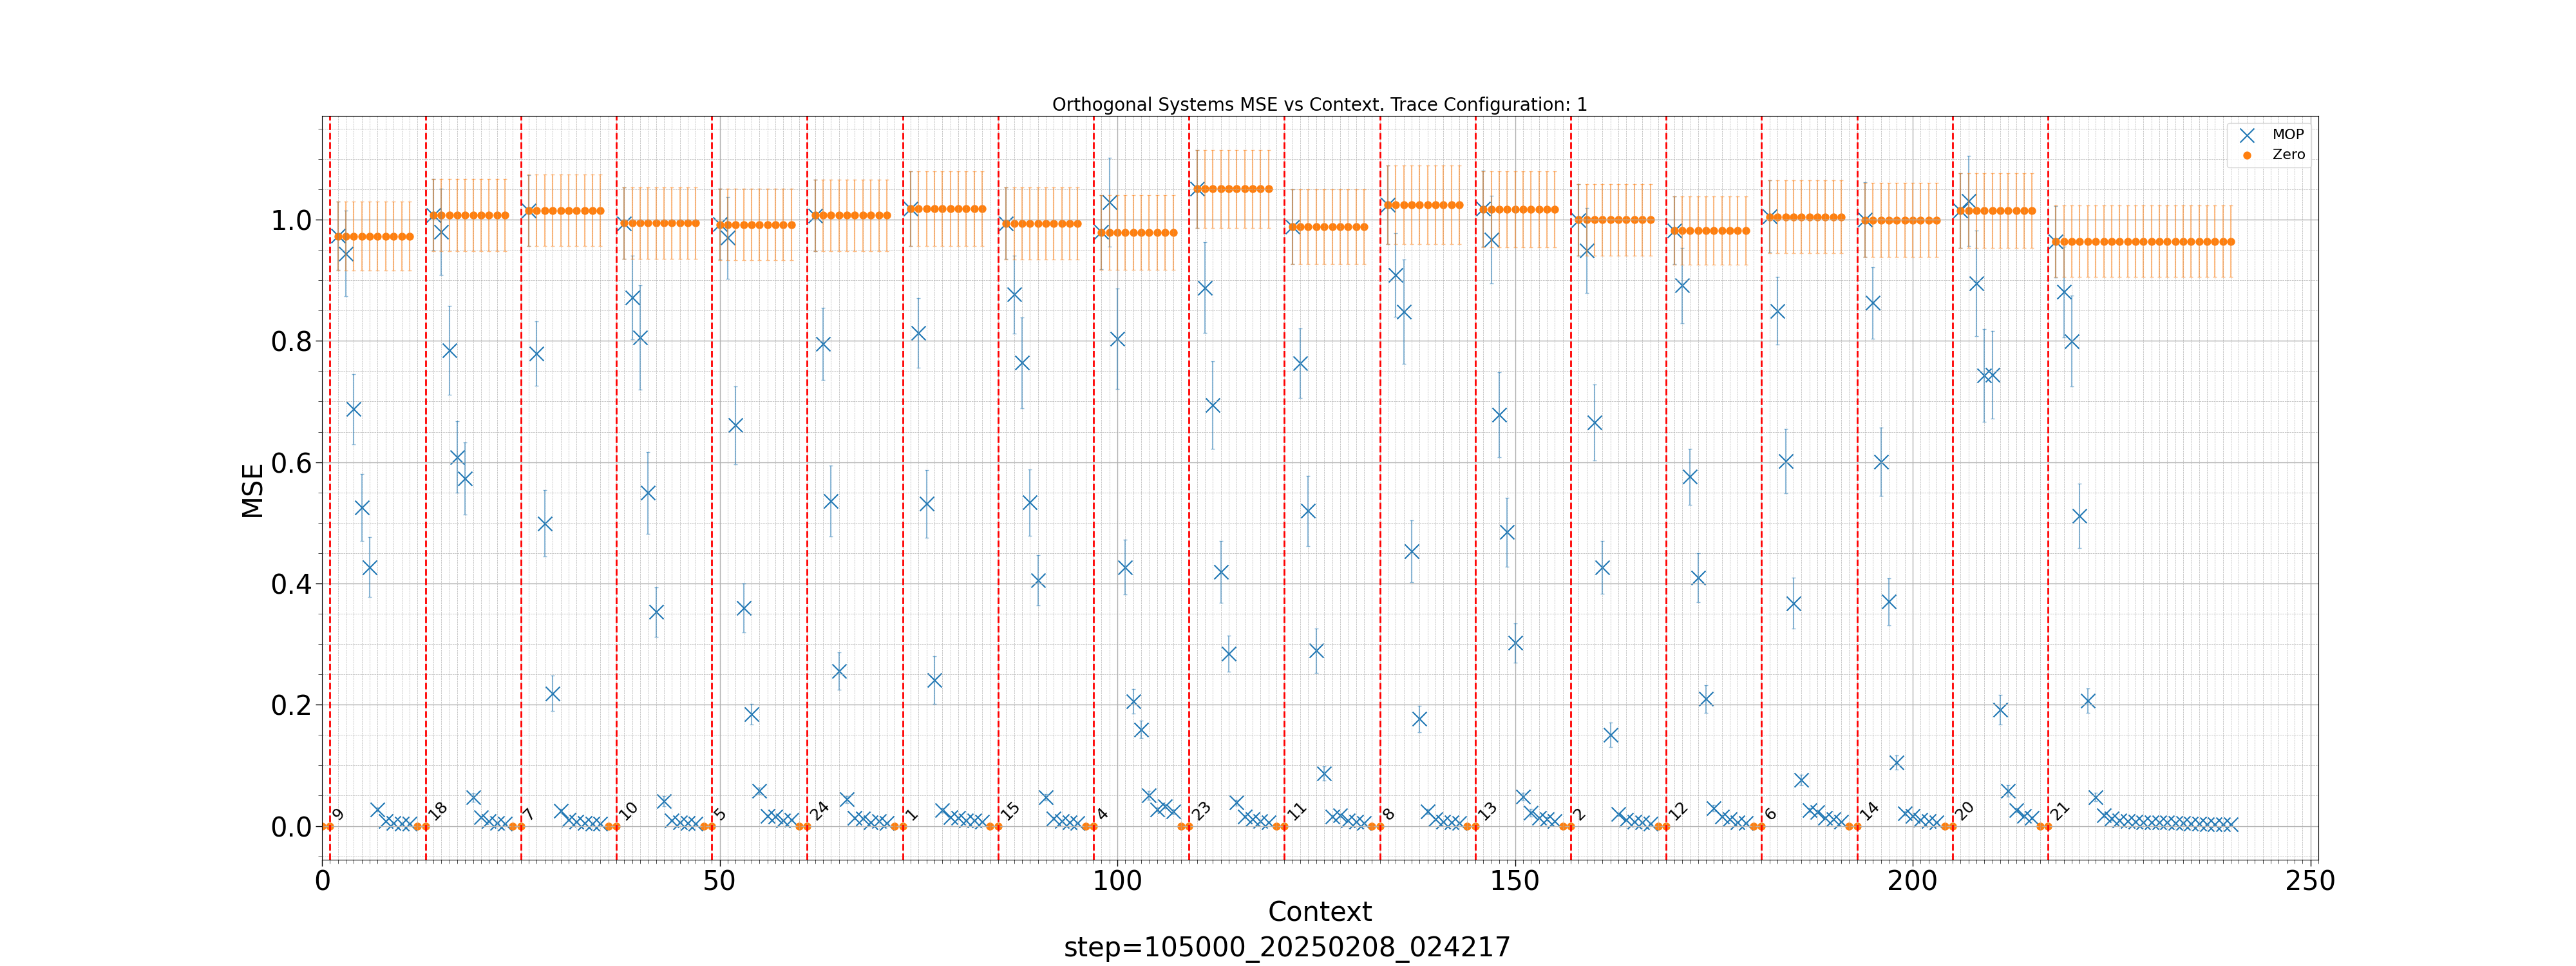 Orthogonal Systems MSE vs Context. Trace Configuration: 1
MOP
Zero
MSE
1.0
0.8
0.6
0.4
0.2
0.0
9 18 7 10 5 24 1 15 4 23 11 8 13 2 12 6 14 20 21
0 50 100 150 200 250
Context
step=105000_20250208_024217